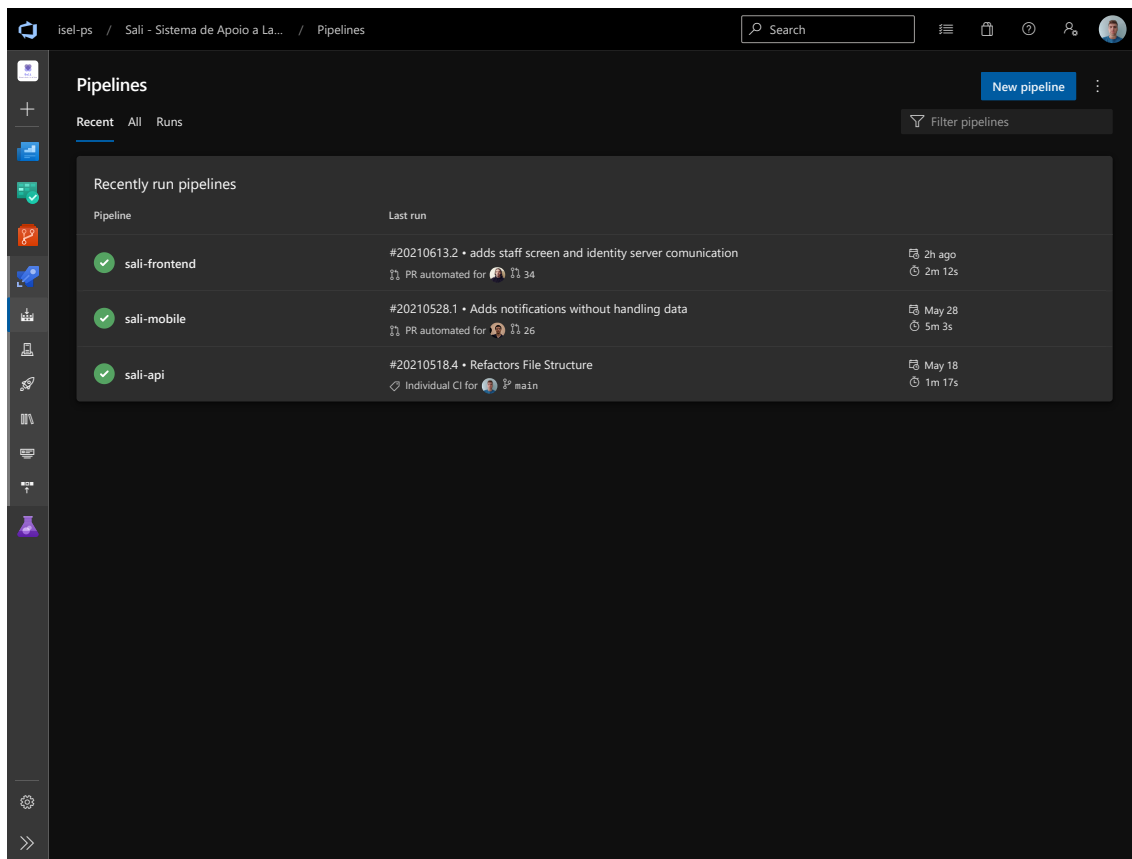 isel-ps / Sali - Sistema de Apoio a La... / Pipelines
Search
Pipelines
New pipeline
Recent All Runs
Filter pipelines
Recently run pipelines
Pipeline Last run
sali-frontend
#20210613.2 • adds staff screen and identity server comunication
PR automated for 34
2h ago
2m 12s
sali-mobile
#20210528.1 • Adds notifications without handling data
PR automated for 26
May 28
5m 3s
sali-api
#20210518.4 • Refactors File Structure
Individual CI for main
May 18
1m 17s